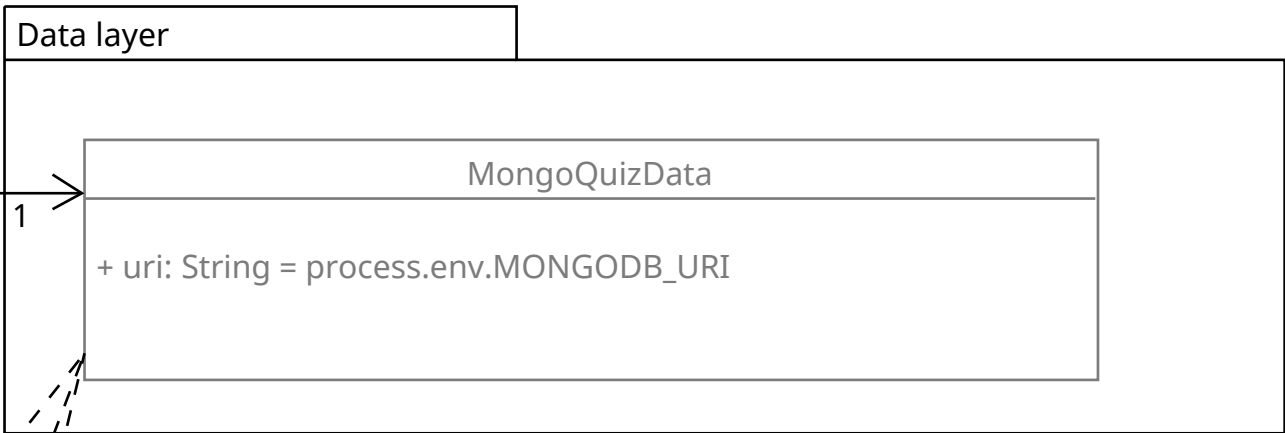 Data layer
MongoQuizData
1
+ uri: String = process.env.MONGODB_URI